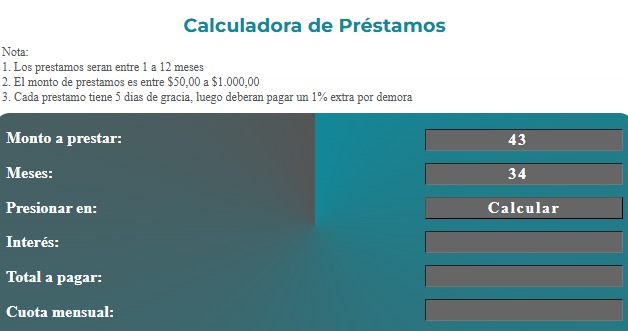 Calculadora de Préstamos
Nota:
1. Los prestamos seran entre 1 a 12 meses
2. El monto de prestamos es entre $50,00 a $1.000,00
3. Cada prestamo tiene 5 dias de gracia, luego deberan pagar un 1% extra por demora
Monto a prestar: 43
Meses: 34
Presionar en: Calcular
Interés:
Total a pagar:
Cuota mensual: